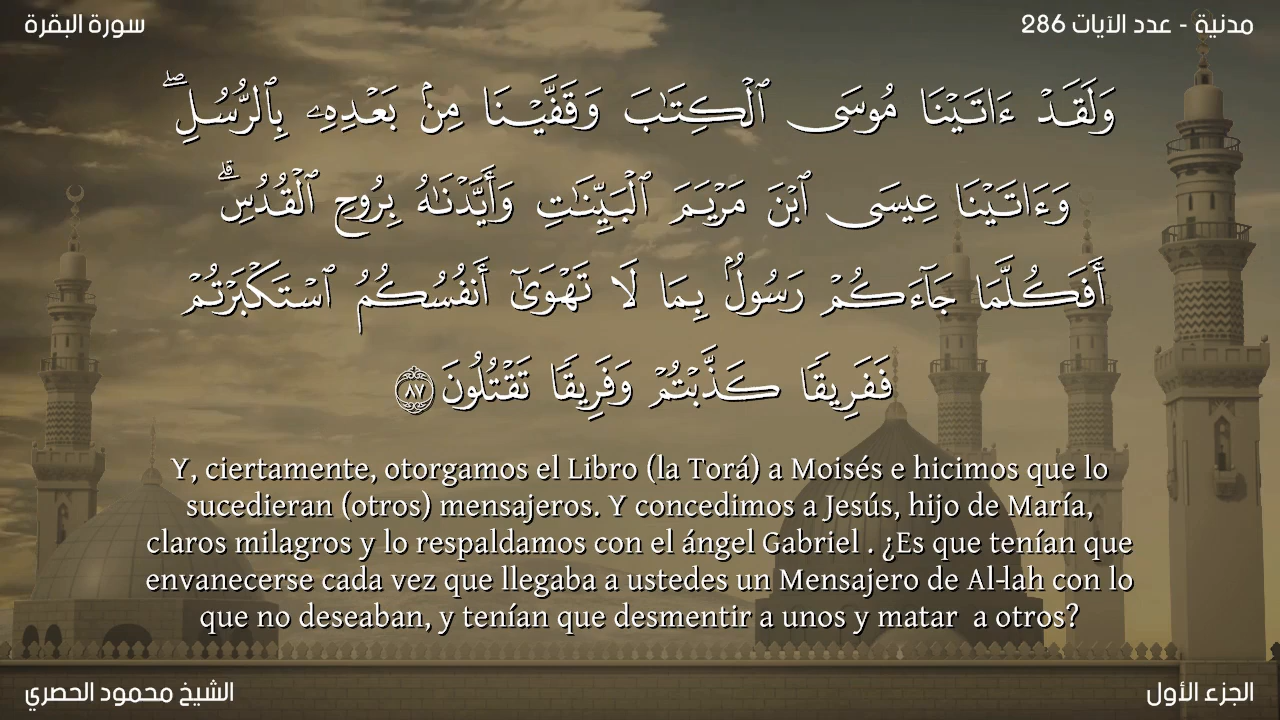 سورة البقرة
مدنية - عدد الآيات 286
وَلَقَدْ ءَاتَيْنَا مُوسَى ٱلْكِتَٰبَ وَقَفَّيْنَا مِنۢ بَعْدِهِۦ بِٱلرُّسُلِ ۖ
وَءَاتَيْنَا عِيسَى ٱبْنَ مَرْيَمَ ٱلْبَيِّنَٰتِ وَأَيَّدْنَٰهُ بِرُوحِ ٱلْقُدُسِ ۗ
أَفَكُلَّمَا جَآءَكُمْ رَسُولٌۢ بِمَا لَا تَهْوَىٰٓ أَنفُسُكُمُ ٱسْتَكْبَرْتُمْ
فَفَرِيقًا كَذَّبْتُمْ وَفَرِيقًا تَقْتُلُونَ ٨٧
Y, ciertamente, otorgamos el Libro (la Torá) a Moisés e hicimos que lo
sucedieran (otros) mensajeros. Y concedimos a Jesús, hijo de María,
claros milagros y lo respaldamos con el ángel Gabriel . ¿Es que tenían que
envanecerse cada vez que llegaba a ustedes un Mensajero de Al-lah con lo
que no deseaban, y tenían que desmentir a unos y matar  a otros?
الشيخ محمود الحصري
الجزء الأول